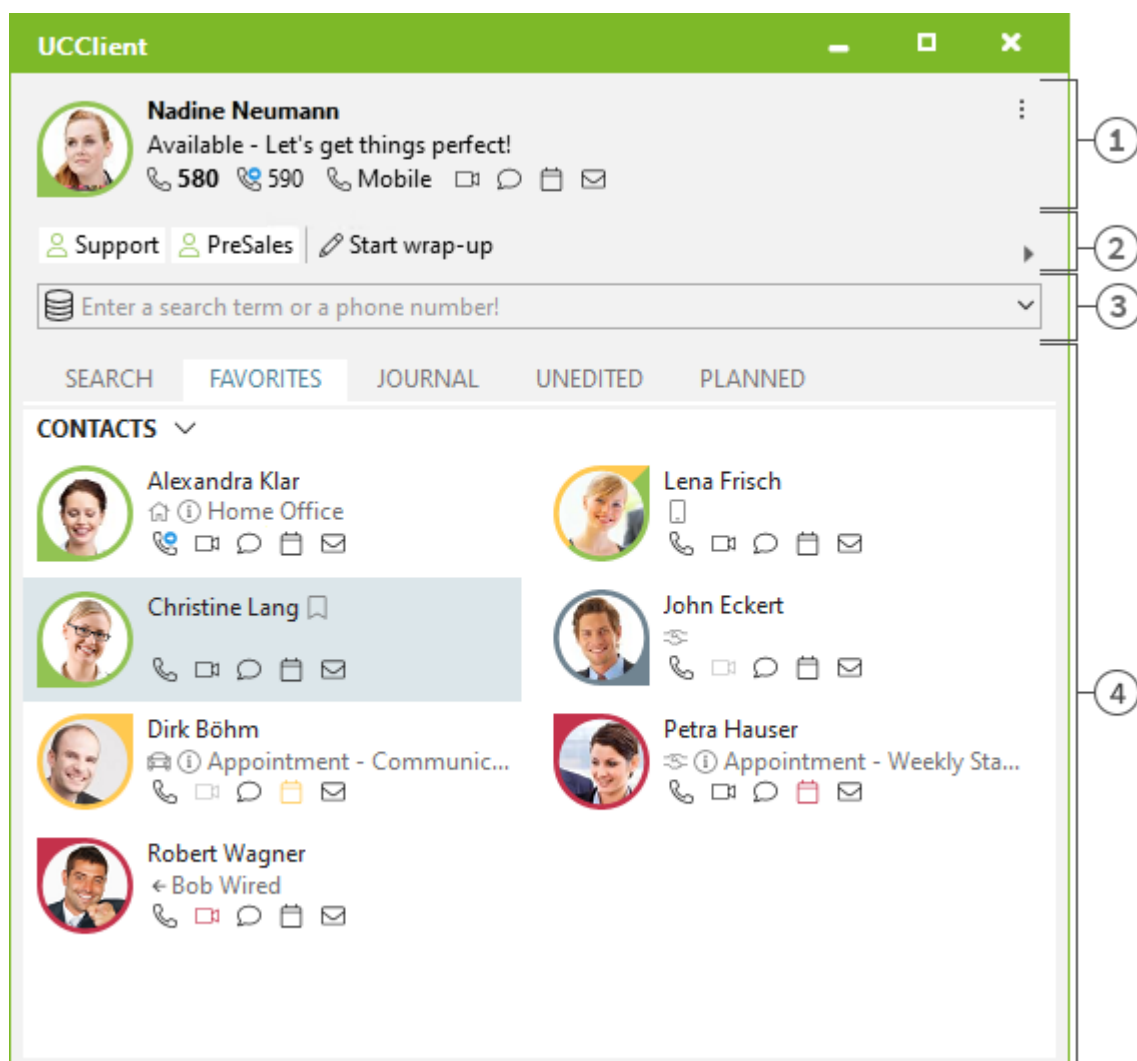 UCClient
Nadine Neumann
Available - Let's get things perfect!
580 590 Mobile
1
Support PreSales Start wrap-up
2
Enter a search term or a phone number!
3
SEARCH FAVORITES JOURNAL UNEDITED PLANNED
CONTACTS
Alexandra Klar
Home Office
Lena Frisch
Christine Lang
John Eckert
4
Dirk Böhm
Appointment - Communic...
Petra Hauser
Appointment - Weekly Sta...
Robert Wagner
Bob Wired